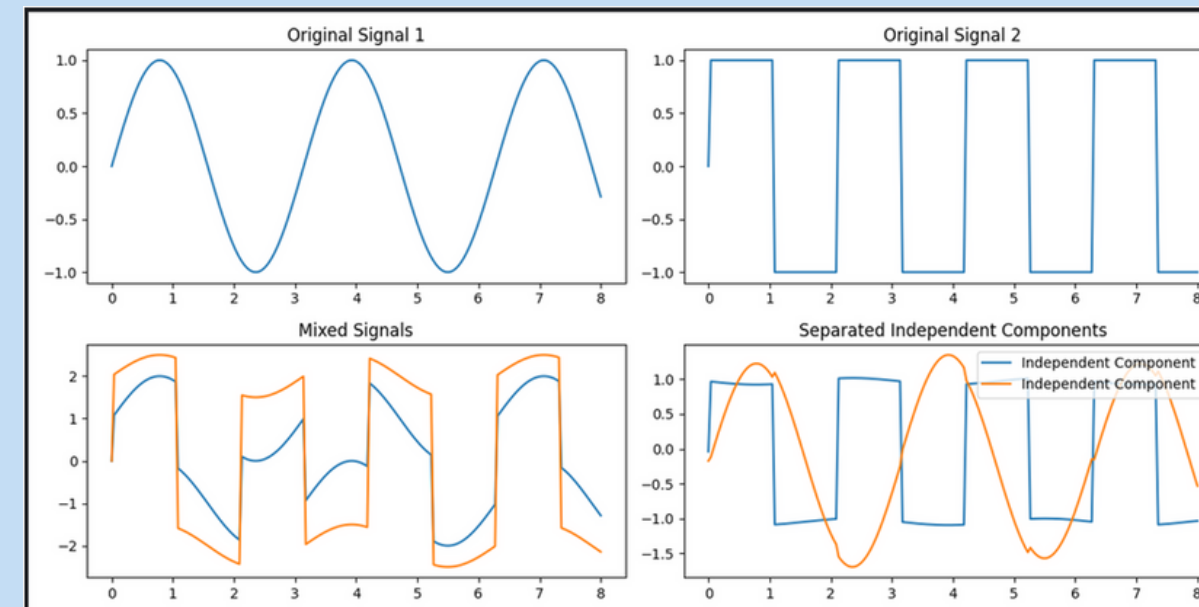 Original Signal 1
1.0
0.5
0.0
−0.5
−1.0
0 1 2 3 4 5 6 7 8
Original Signal 2
1.0
0.5
0.0
−0.5
−1.0
0 1 2 3 4 5 6 7 8
Mixed Signals
2
1
0
−1
−2
0 1 2 3 4 5 6 7 8
Separated Independent Components
Independent Component
Independent Component
1.0
0.5
0.0
−0.5
−1.0
−1.5
0 1 2 3 4 5 6 7 8